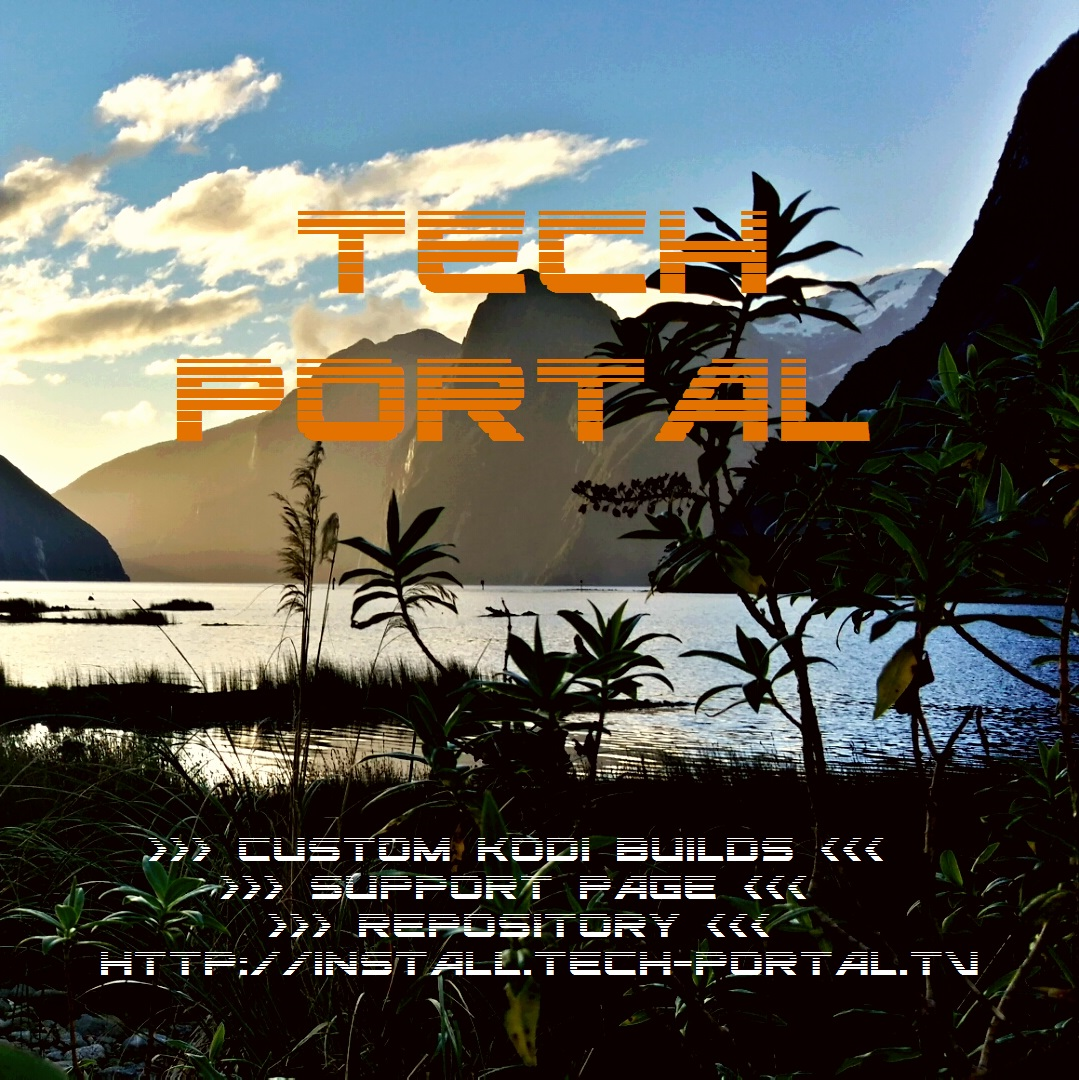 TECH
PORTAL
>>> CUSTOM KODI BUILDS <<<
>>> SUPPORT PAGE <<<
>>> REPOSITORY <<<
HTTP://INSTALL.TECH-PORTAL.TV